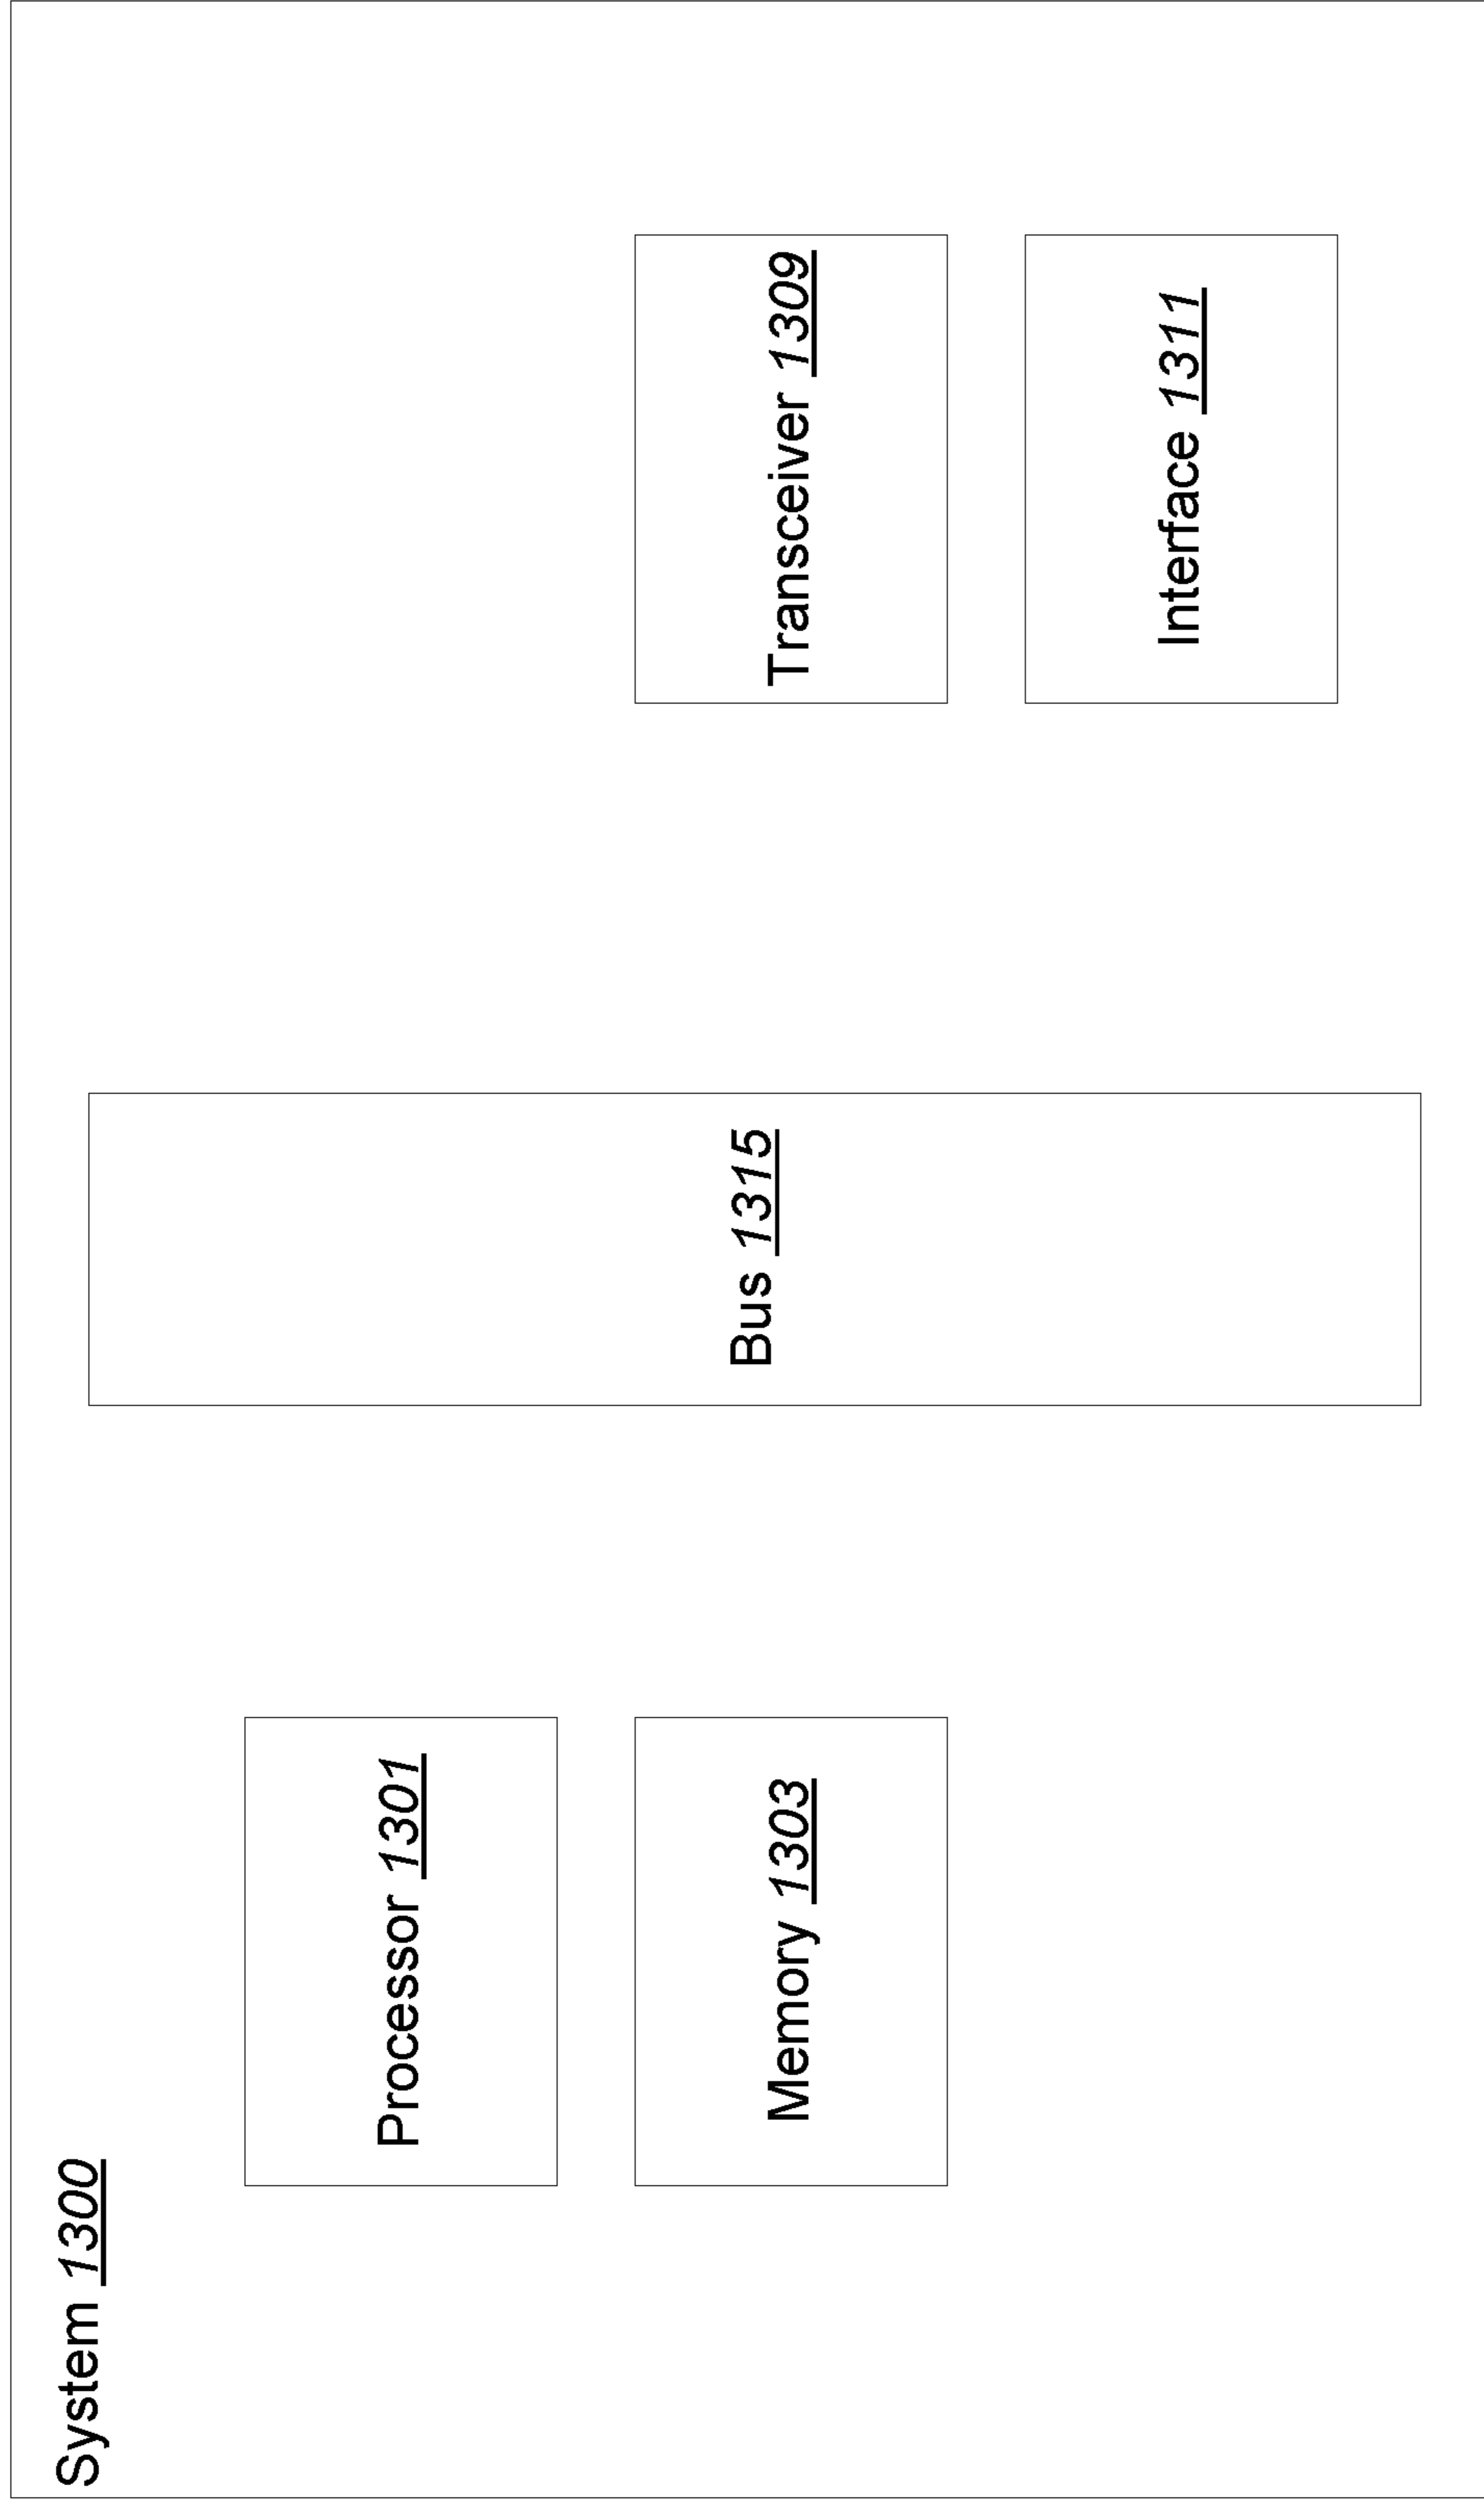 System 1300
Processor 1301
Memory 1303
Bus 1315
Transceiver 1309
Interface 1311